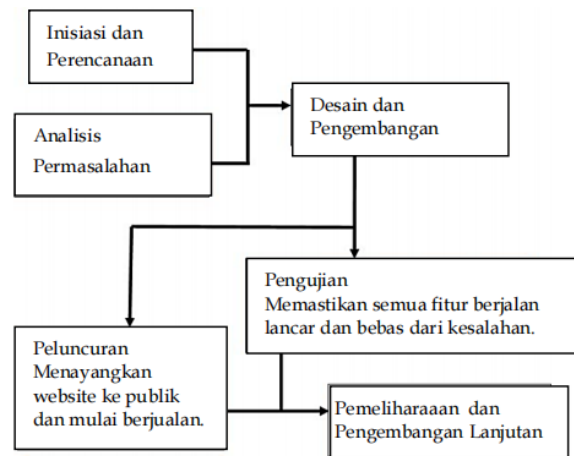 Inisiasi dan
Perencanaan
Analisis
Permasalahan
Desain dan
Pengembangan
Pengujian
Memastikan semua fitur berjalan
lancar dan bebas dari kesalahan.
Peluncuran
Menayangkan
website ke publik
dan mulai berjualan.
Pemeliharaaan dan
Pengembangan Lanjutan